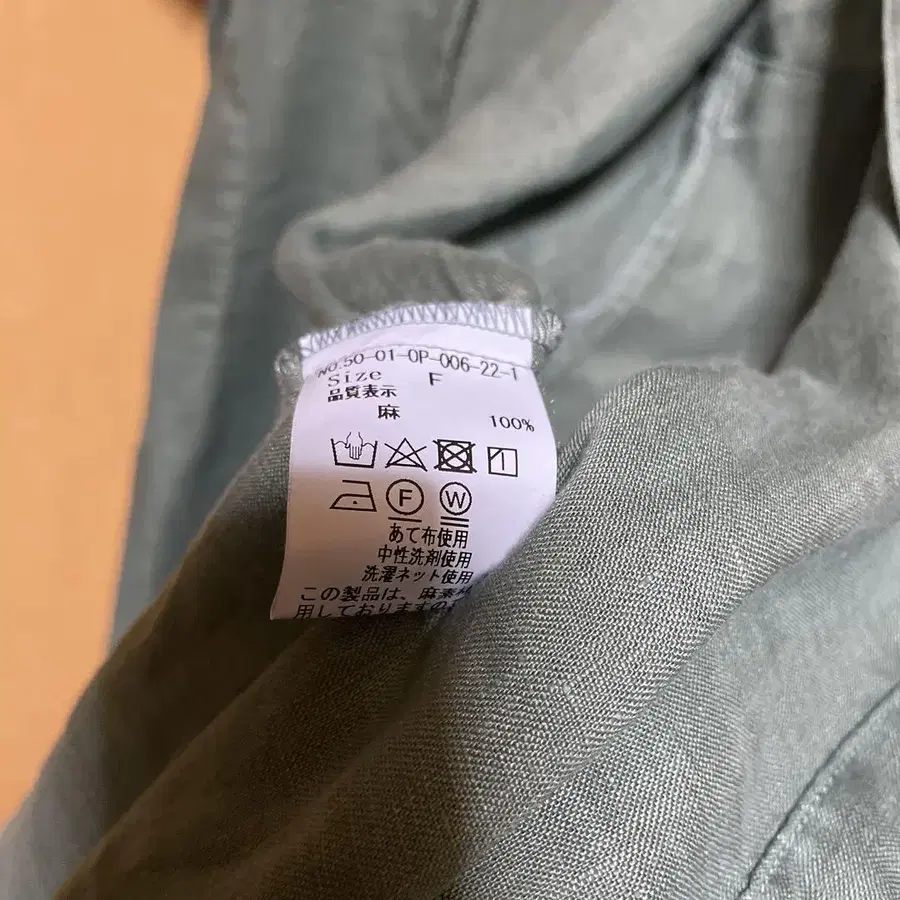 NO.50-01-OP-006-22-1
Size F
品質表示
麻 100%
F W
あて布使用
中性洗剤使用
洗濯ネット使用
この製品は、麻素
用しておりますの